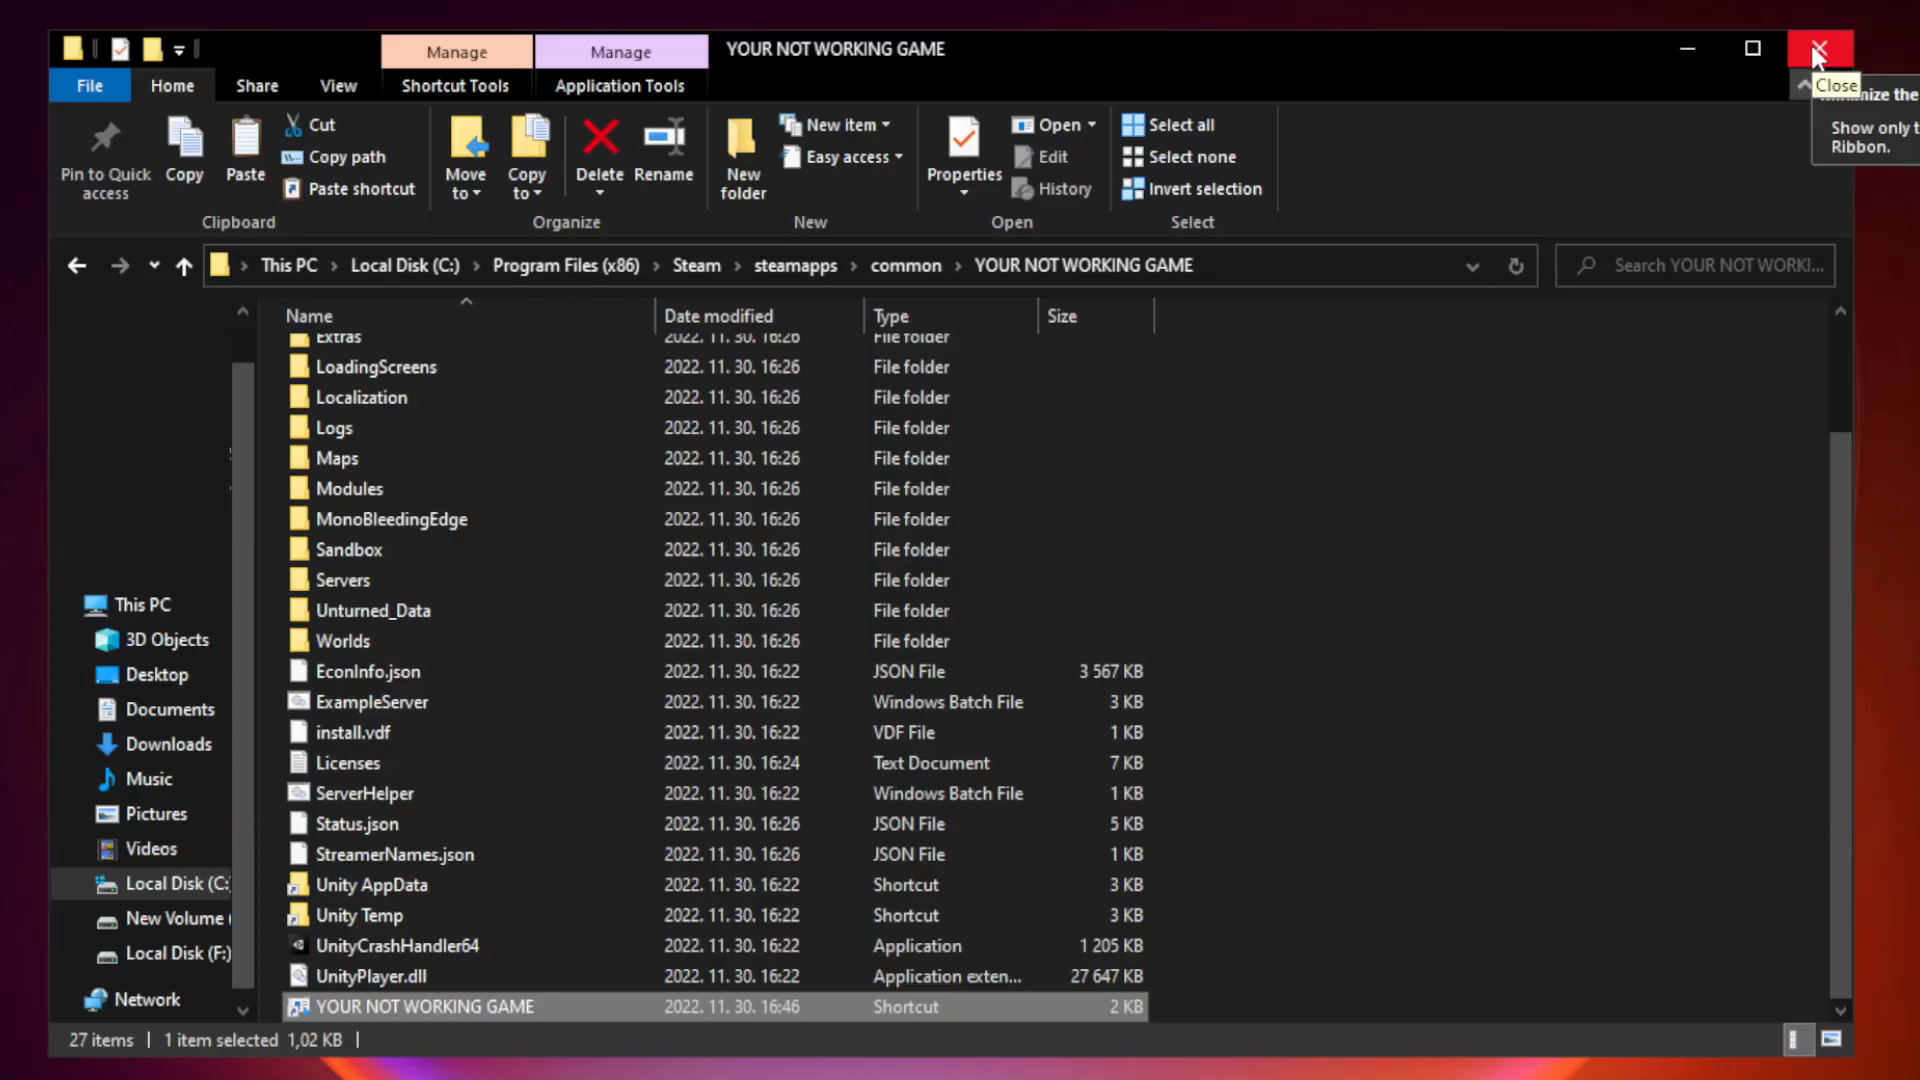 Manage
Manage
YOUR NOT WORKING GAME
File
Home
Share
View
Shortcut Tools
Application Tools
Close
the
Show only t
Ribbon.
Pin to Quick
access
Copy
Paste
Cut
Copy path
Paste shortcut
Clipboard
Move
to
Copy
to
Delete
Rename
Organize
New
folder
New item
Easy access
New
Properties
Open
Edit
History
Open
Select all
Select none
Invert selection
Select
This PC
Local Disk (C:)
Program Files (x86)
Steam
steamapps
common
YOUR NOT WORKING GAME
Search YOUR NOT WORKI...
Name Date modified Type Size
Extras 2022. 11. 30. 16:26 File folder
LoadingScreens 2022. 11. 30. 16:26 File folder
Localization 2022. 11. 30. 16:26 File folder
Logs 2022. 11. 30. 16:26 File folder
Maps 2022. 11. 30. 16:26 File folder
Modules 2022. 11. 30. 16:26 File folder
MonoBleedingEdge 2022. 11. 30. 16:26 File folder
Sandbox 2022. 11. 30. 16:26 File folder
Servers 2022. 11. 30. 16:26 File folder
Unturned_Data 2022. 11. 30. 16:26 File folder
Worlds 2022. 11. 30. 16:26 File folder
EconInfo.json 2022. 11. 30. 16:22 JSON File 3 567 KB
ExampleServer 2022. 11. 30. 16:22 Windows Batch File 3 KB
install.vdf 2022. 11. 30. 16:22 VDF File 1 KB
Licenses 2022. 11. 30. 16:24 Text Document 7 KB
ServerHelper 2022. 11. 30. 16:22 Windows Batch File 1 KB
Status.json 2022. 11. 30. 16:26 JSON File 5 KB
StreamerNames.json 2022. 11. 30. 16:26 JSON File 1 KB
Unity AppData 2022. 11. 30. 16:22 Shortcut 3 KB
Unity Temp 2022. 11. 30. 16:22 Shortcut 3 KB
UnityCrashHandler64 2022. 11. 30. 16:22 Application 1 205 KB
UnityPlayer.dll 2022. 11. 30. 16:22 Application exten... 27 647 KB
YOUR NOT WORKING GAME 2022. 11. 30. 16:46 Shortcut 2 KB
This PC
3D Objects
Desktop
Documents
Downloads
Music
Pictures
Videos
Local Disk (C:)
New Volume (
Local Disk (F:)
Network
27 items
1 item selected 1,02 KB